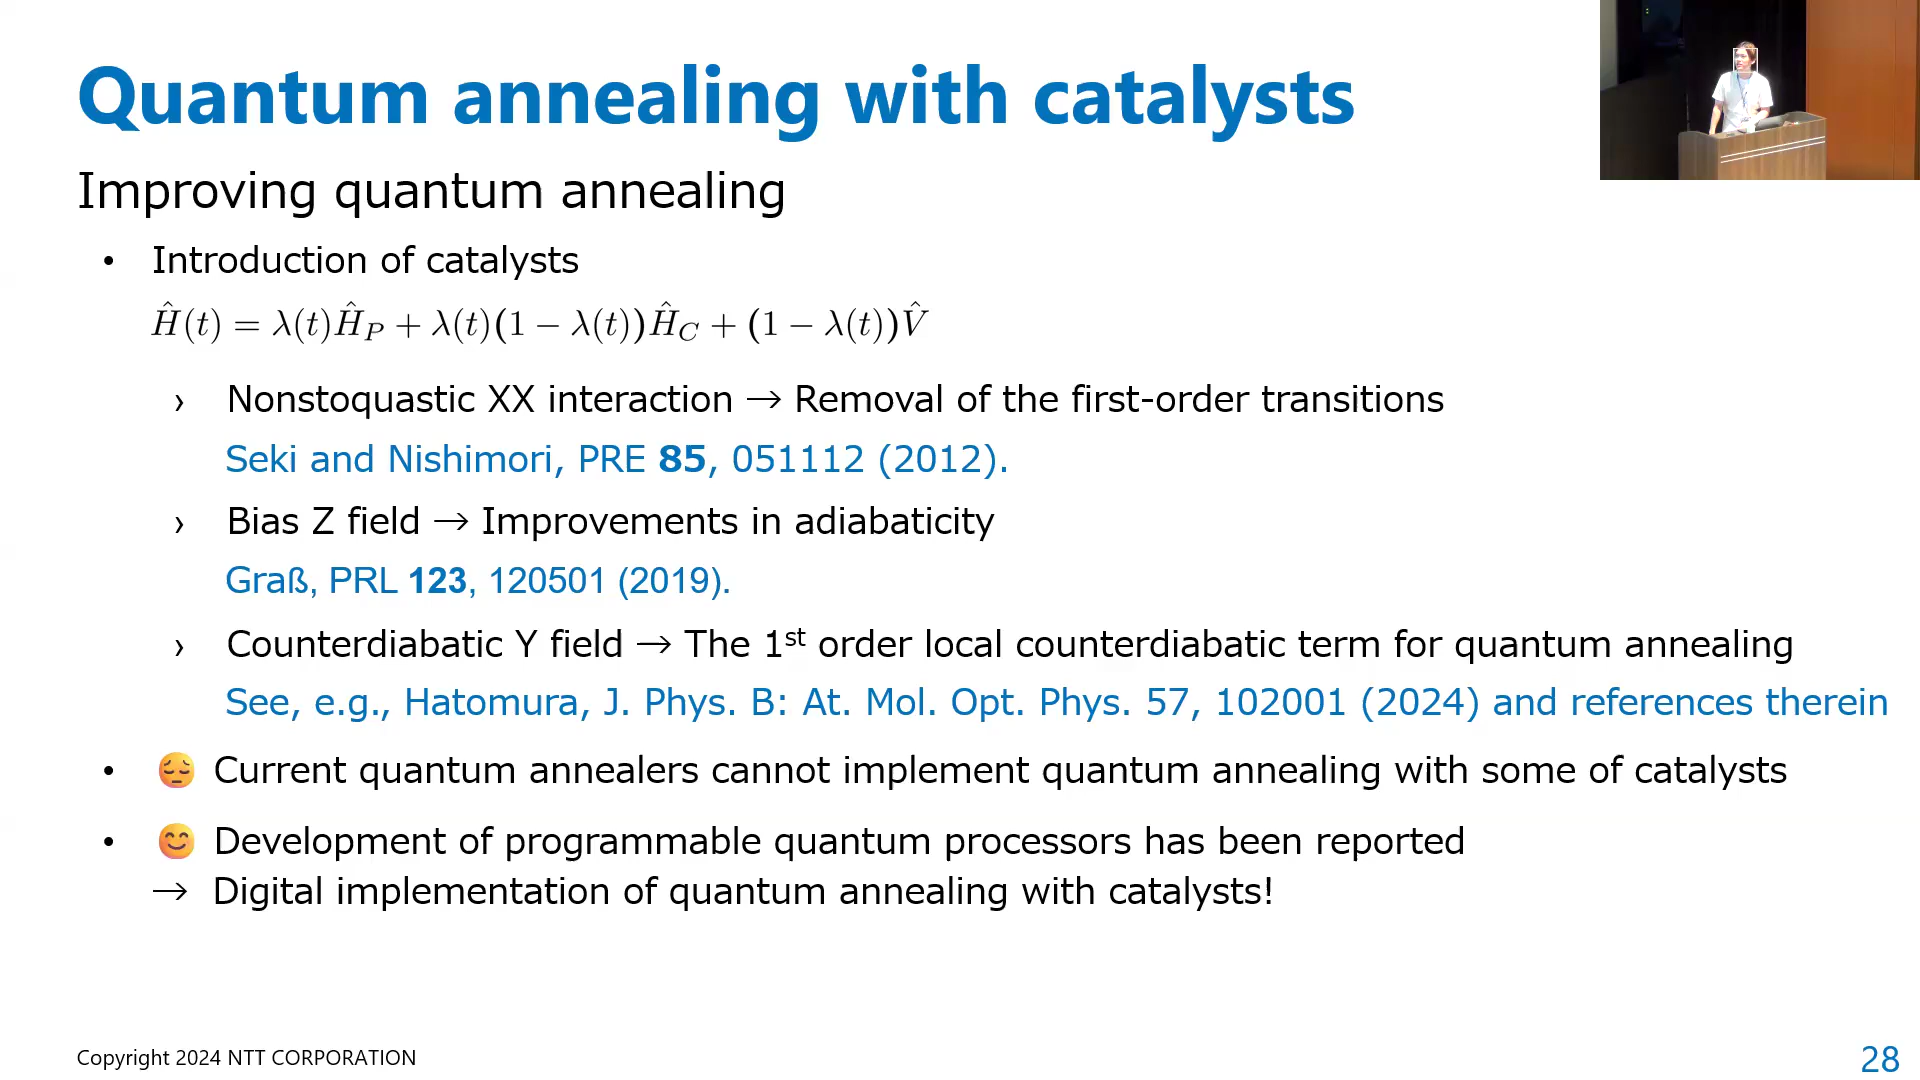 Quantum annealing with catalysts
Improving quantum annealing
• Introduction of catalysts
Ĥ(t) = λ(t)Ĥ_P + λ(t)(1 − λ(t))Ĥ_C + (1 − λ(t))V̂
› Nonstoquastic XX interaction → Removal of the first-order transitions
Seki and Nishimori, PRE 85, 051112 (2012).
› Bias Z field → Improvements in adiabaticity
Graß, PRL 123, 120501 (2019).
› Counterdiabatic Y field → The 1st order local counterdiabatic term for quantum annealing
See, e.g., Hatomura, J. Phys. B: At. Mol. Opt. Phys. 57, 102001 (2024) and references therein
• 😔 Current quantum annealers cannot implement quantum annealing with some of catalysts
• 😊 Development of programmable quantum processors has been reported
→ Digital implementation of quantum annealing with catalysts!
Copyright 2024 NTT CORPORATION
28